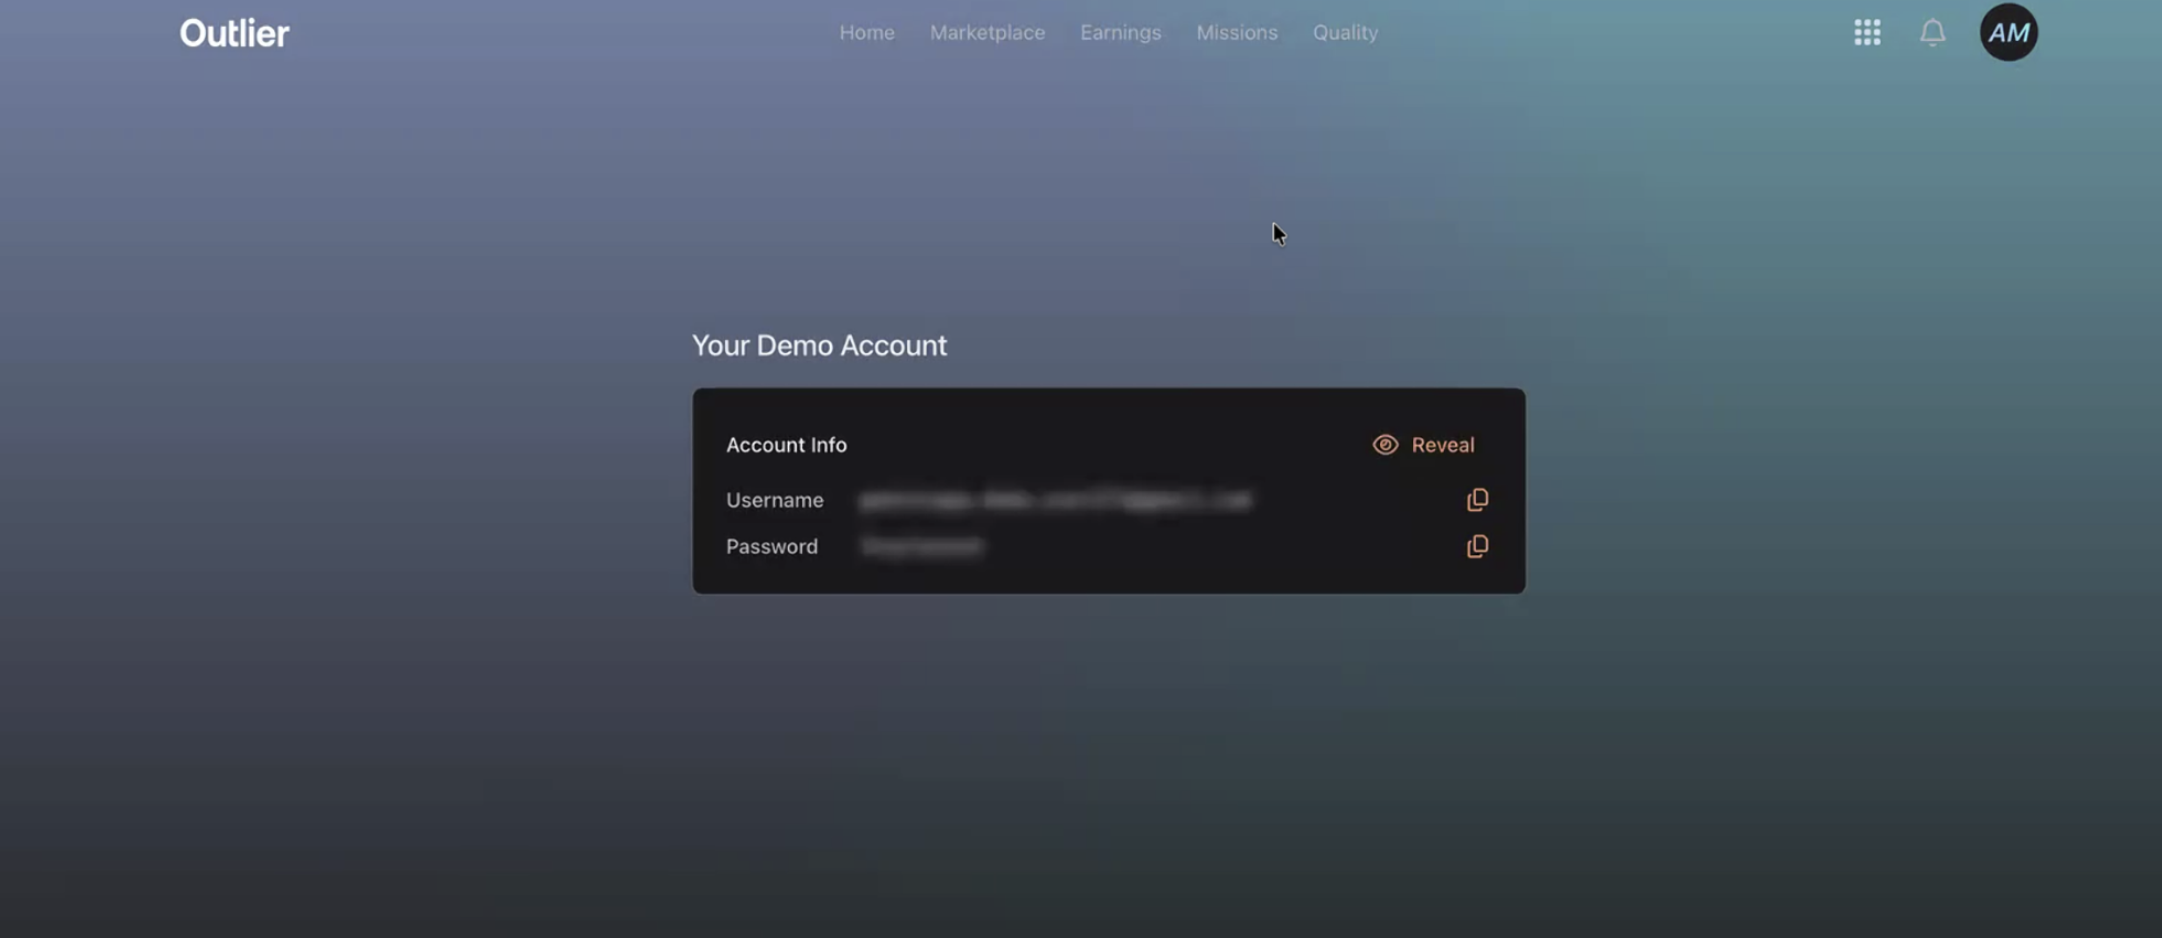 Outlier
Home Marketplace Earnings Missions Quality
AM
Your Demo Account
Account Info
Reveal
Username
Password